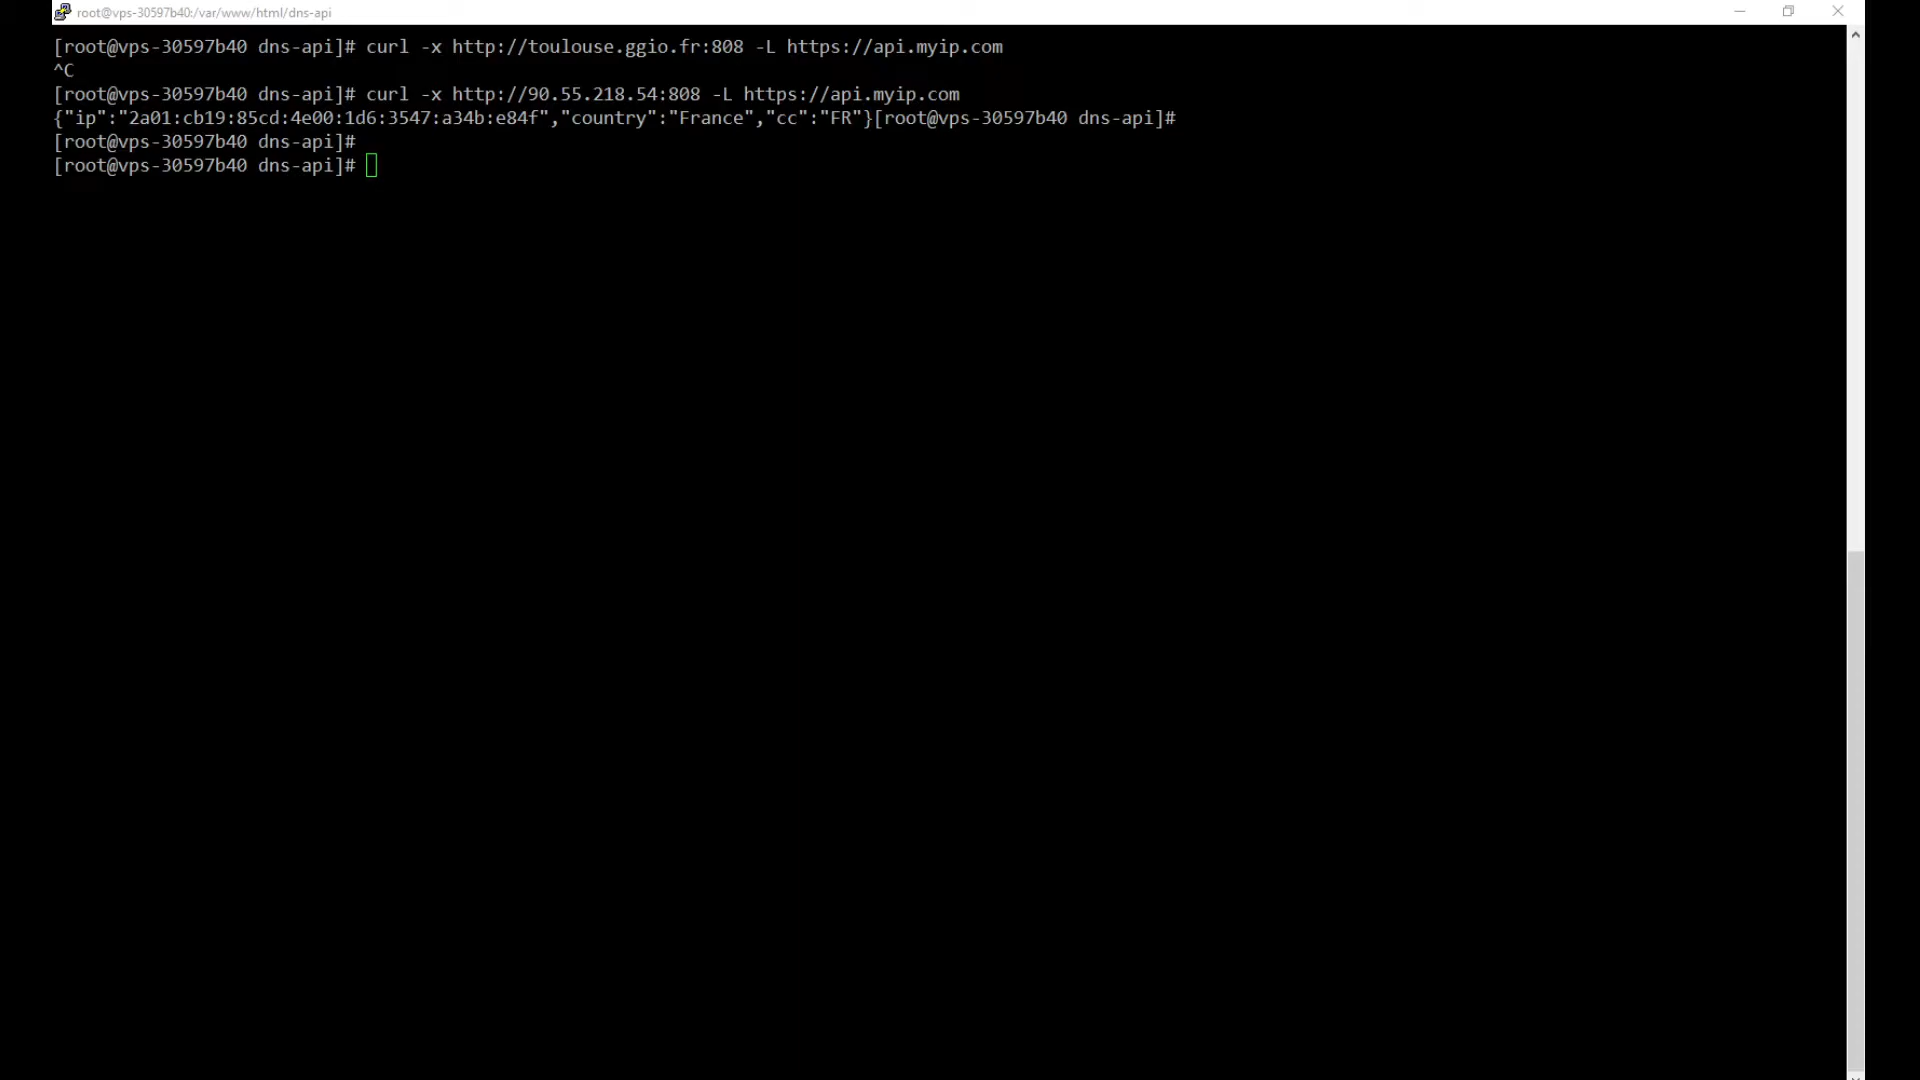 root@vps-30597b40:/var/www/html/dns-api
[root@vps-30597b40 dns-api]# curl -x http://toulouse.ggio.fr:808 -L https://api.myip.com
^C
[root@vps-30597b40 dns-api]# curl -x http://90.55.218.54:808 -L https://api.myip.com
{"ip":"2a01:cb19:85cd:4e00:1d6:3547:a34b:e84f","country":"France","cc":"FR"}[root@vps-30597b40 dns-api]#
[root@vps-30597b40 dns-api]#
[root@vps-30597b40 dns-api]#